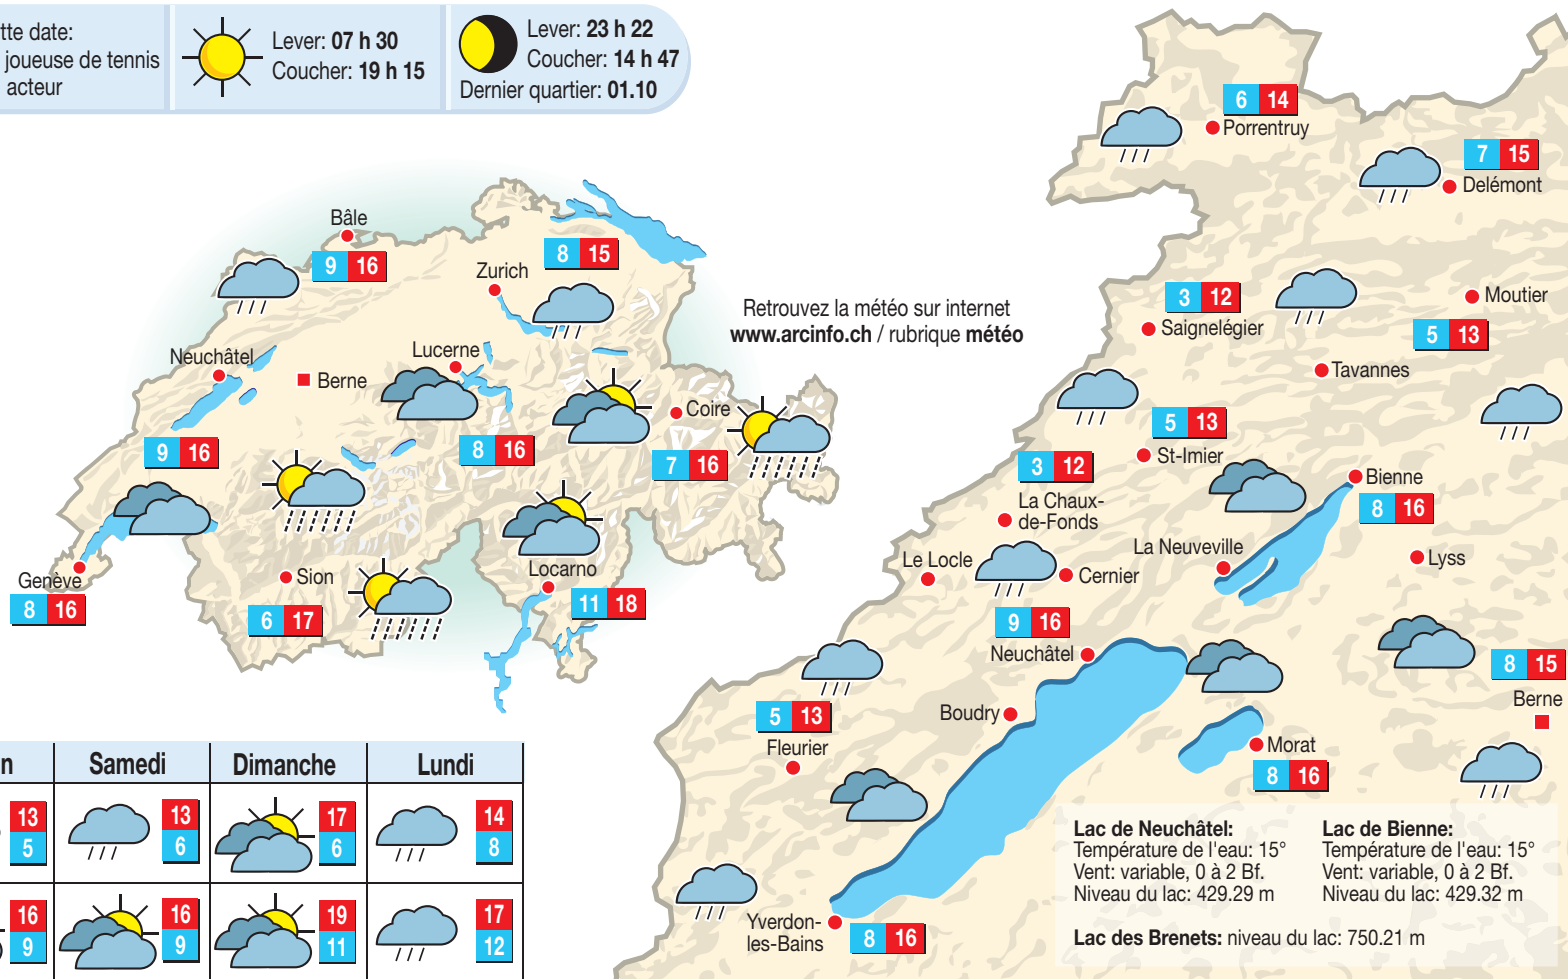 tte date:
joueuse de tennis
acteur
Lever: 07 h 30
Coucher: 19 h 15
Lever: 23 h 22
Coucher: 14 h 47
Dernier quartier: 01.10
Bâle
9 16
8 15
Zurich
Neuchâtel
Lucerne
Berne
Coire
9 16
8 16
7 16
Genève
8 16
Sion
6 17
Locarno
11 18
Retrouvez la météo sur internet
www.arcinfo.ch / rubrique météo
6 14
Porrentruy
7 15
Delémont
3 12
Saignelégier
Moutier
5 13
Tavannes
5 13
St-Imier
3 12
La Chaux-
de-Fonds
Bienne
8 16
La Neuveville
Lyss
Le Locle
Cernier
9 16
Neuchâtel
8 15
Berne
5 13
Fleurier
Boudry
Morat
8 16
Yverdon-
les-Bains
8 16
n
Samedi
Dimanche
Lundi
13
5
13
6
17
6
14
8
16
9
16
9
19
11
17
12
Lac de Neuchâtel:
Température de l'eau: 15°
Vent: variable, 0 à 2 Bf.
Niveau du lac: 429.29 m
Lac de Bienne:
Température de l'eau: 15°
Vent: variable, 0 à 2 Bf.
Niveau du lac: 429.32 m
Lac des Brenets: niveau du lac: 750.21 m